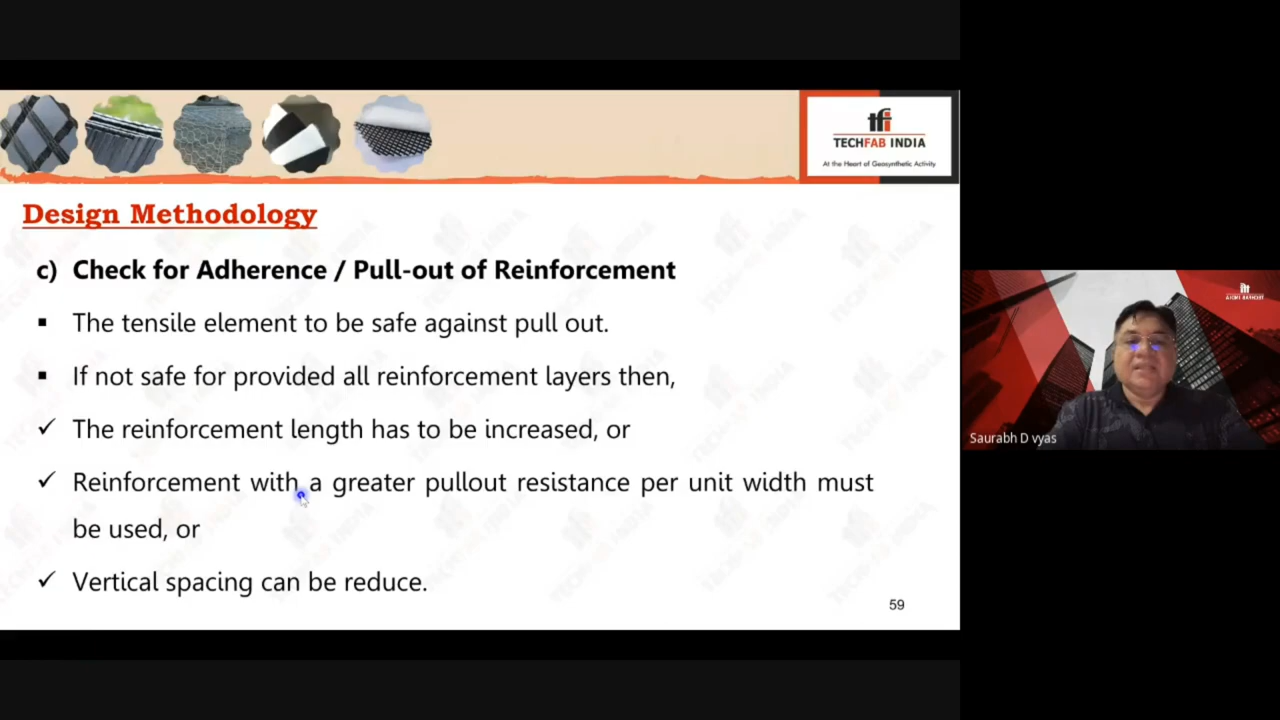 tfi
TECHFAB INDIA
At the Heart of Geosynthetic Activity
Design Methodology
c) Check for Adherence / Pull-out of Reinforcement
▪ The tensile element to be safe against pull out.
▪ If not safe for provided all reinforcement layers then,
✓ The reinforcement length has to be increased, or
✓ Reinforcement with a greater pullout resistance per unit width must
be used, or
✓ Vertical spacing can be reduce.
59
Saurabh D vyas